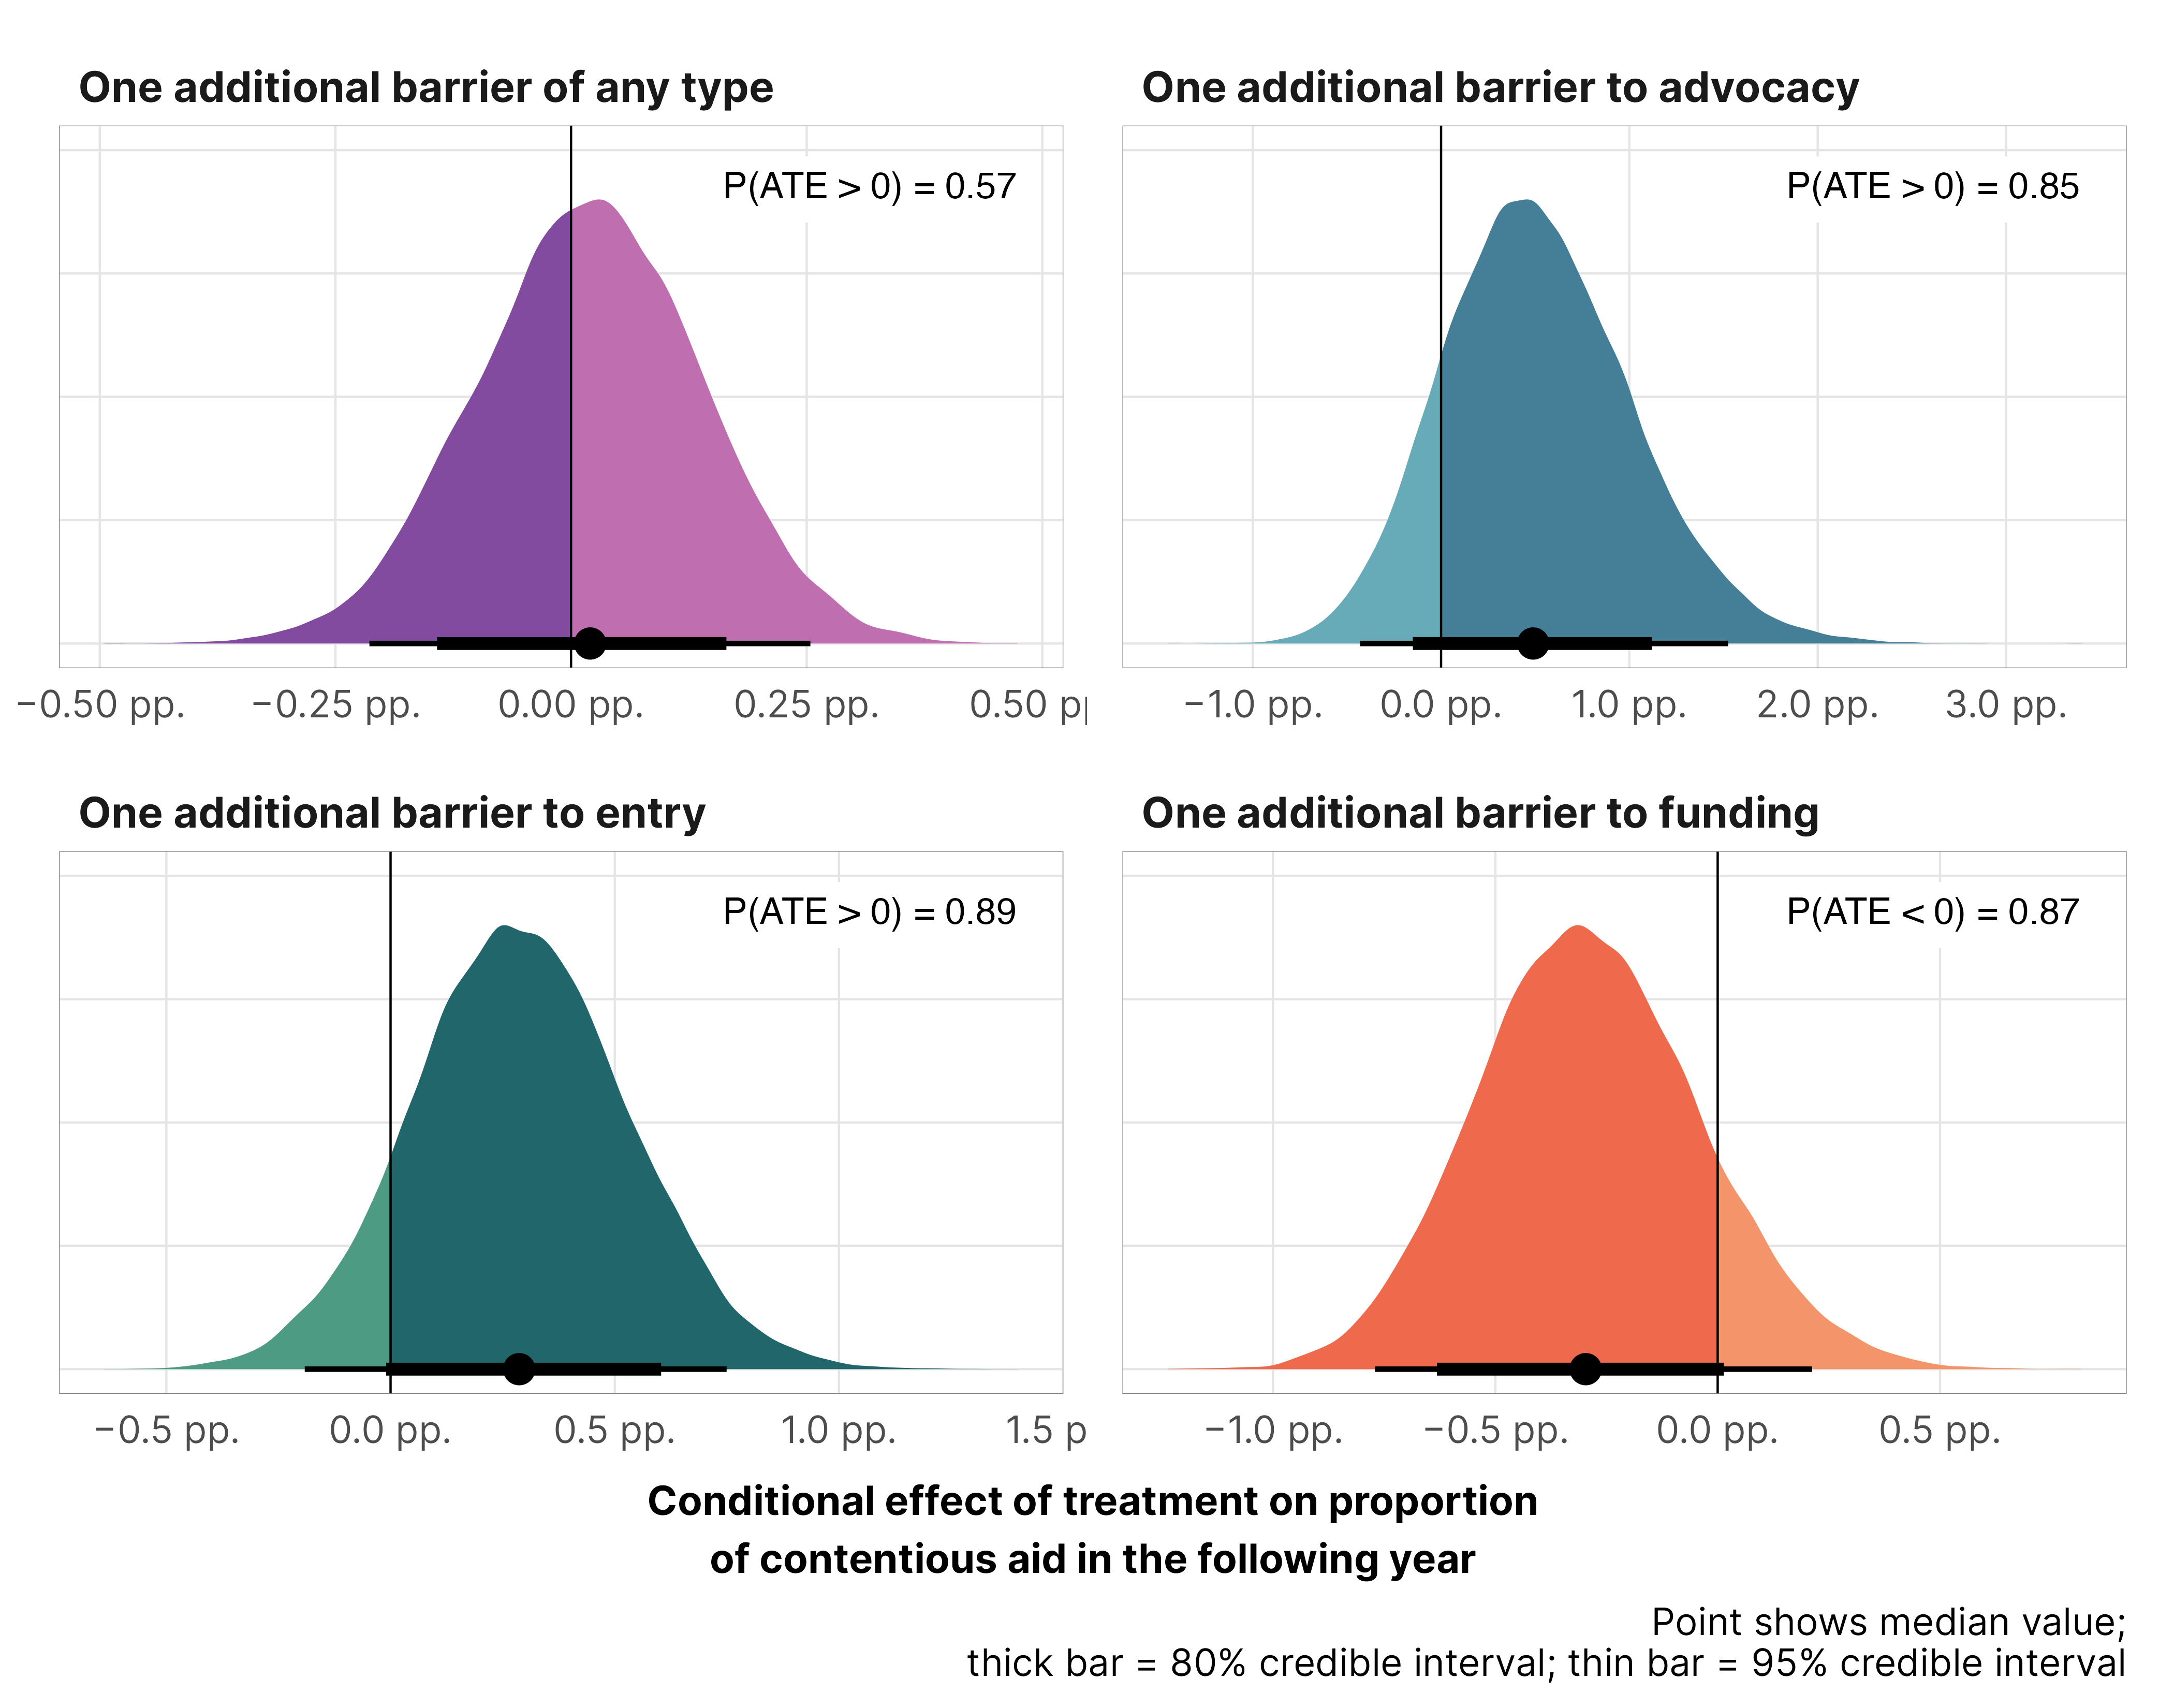 One additional barrier of any type
P(ATE > 0) = 0.57
−0.50 pp. −0.25 pp. 0.00 pp. 0.25 pp. 0.50 p
One additional barrier to advocacy
P(ATE > 0) = 0.85
−1.0 pp. 0.0 pp. 1.0 pp. 2.0 pp. 3.0 pp.
One additional barrier to entry
P(ATE > 0) = 0.89
−0.5 pp. 0.0 pp. 0.5 pp. 1.0 pp. 1.5 p
One additional barrier to funding
P(ATE < 0) = 0.87
−1.0 pp. −0.5 pp. 0.0 pp. 0.5 pp.
Conditional effect of treatment on proportion
of contentious aid in the following year
Point shows median value;
thick bar = 80% credible interval; thin bar = 95% credible interval